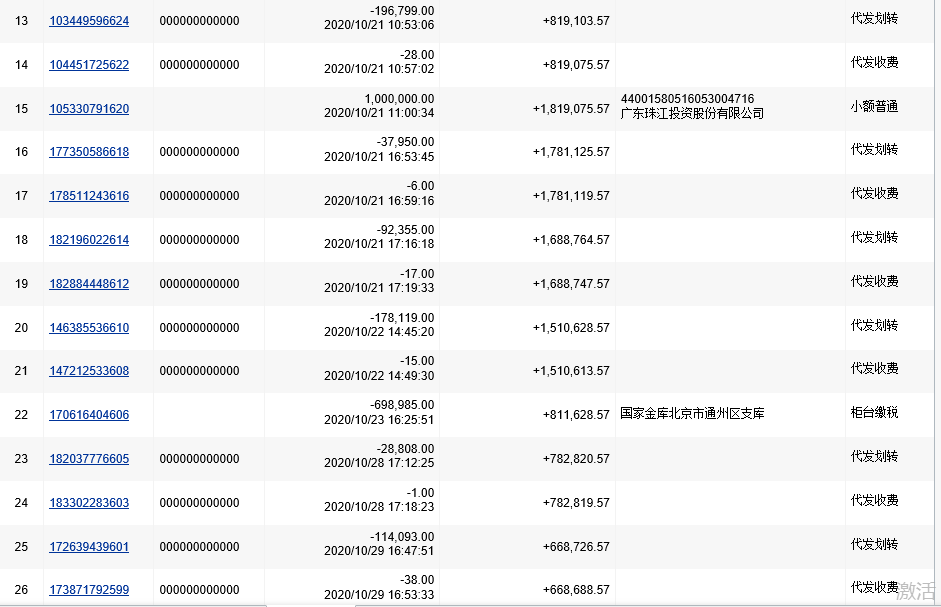 -196,799.00
13 103449596624 000000000000 2020/10/21 10:53:06 +819,103.57 代发划转
-28.00
14 104451725622 000000000000 2020/10/21 10:57:02 +819,075.57 代发收费
1,000,000.00 44001580516053004716
15 105330791620 2020/10/21 11:00:34 +1,819,075.57 广东珠江投资股份有限公司 小额普通
-37,950.00
16 177350586618 000000000000 2020/10/21 16:53:45 +1,781,125.57 代发划转
-6.00
17 178511243616 000000000000 2020/10/21 16:59:16 +1,781,119.57 代发收费
-92,355.00
18 182196022614 000000000000 2020/10/21 17:16:18 +1,688,764.57 代发划转
-17.00
19 182884448612 000000000000 2020/10/21 17:19:33 +1,688,747.57 代发收费
-178,119.00
20 146385536610 000000000000 2020/10/22 14:45:20 +1,510,628.57 代发划转
-15.00
21 147212533608 000000000000 2020/10/22 14:49:30 +1,510,613.57 代发收费
-698,985.00
22 170616404606 2020/10/23 16:25:51 +811,628.57 国家金库北京市通州区支库 柜台缴税
-28,808.00
23 182037776605 000000000000 2020/10/28 17:12:25 +782,820.57 代发划转
-1.00
24 183302283603 000000000000 2020/10/28 17:18:23 +782,819.57 代发收费
-114,093.00
25 172639439601 000000000000 2020/10/29 16:47:51 +668,726.57 代发划转
-38.00
26 173871792599 000000000000 2020/10/29 16:53:33 +668,688.57 代发收费
激活